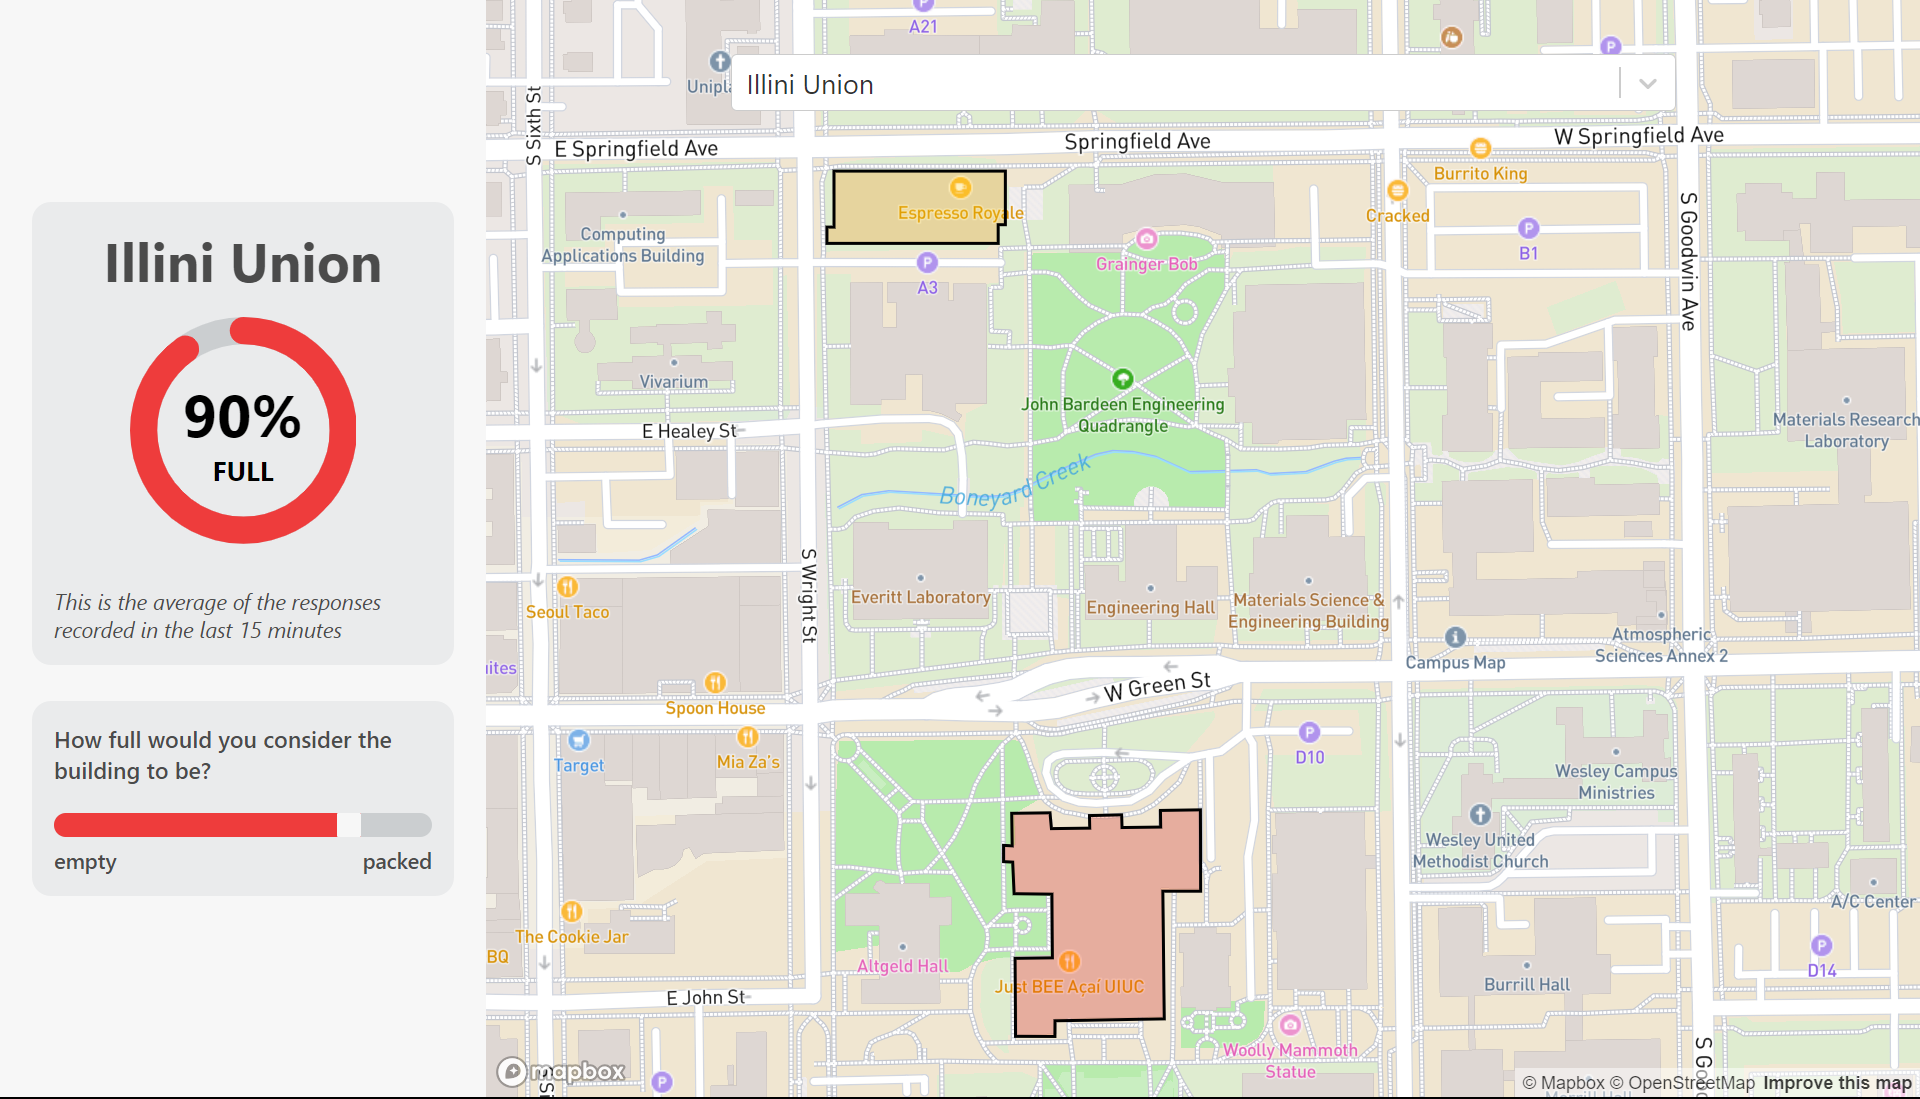 Illini Union
90%
FULL
This is the average of the responses
recorded in the last 15 minutes
How full would you consider the
building to be?
empty
packed
Illini Union
A21
P
Unipl
S Sixth St
E Springfield Ave
Springfield Ave
W Springfield Ave
Burrito King
Cracked
P
B1
S Goodwin Ave
Espresso Royale
Computing
Applications Building
P
A3
Grainger Bob
Vivarium
John Bardeen Engineering
Quadrangle
Materials Research
Laboratory
E Healey St
Boneyard Creek
S Wright St
Seoul Taco
Everitt Laboratory
Engineering Hall
Materials Science &
Engineering Building
Campus Map
Atmospheric
Sciences Annex 2
uites
W Green St
Spoon House
Target
Mia Za's
P
D10
Wesley Campus
Ministries
Wesley United
Methodist Church
A/C Center
The Cookie Jar
BQ
Altgeld Hall
Just BEE Açaí UIUC
Burrill Hall
P
D14
E John St
Woolly Mammoth
Statue
mapbox
P
S Goo
© Mapbox © OpenStreetMap Improve this map